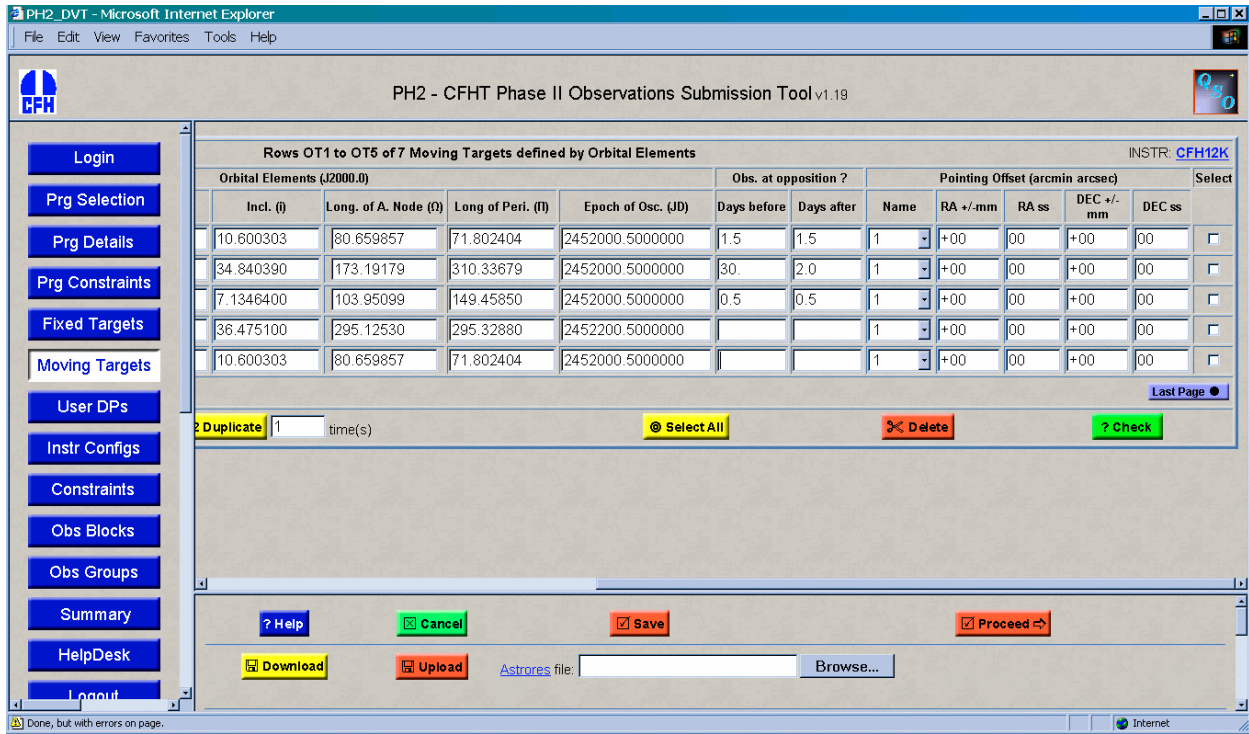 PH2_DVT - Microsoft Internet Explorer
File Edit View Favorites Tools Help
CFH
PH2 - CFHT Phase II Observations Submission Tool v1.19
QSO
Login
Prg Selection
Prg Details
Prg Constraints
Fixed Targets
Moving Targets
User DPs
Instr Configs
Constraints
Obs Blocks
Obs Groups
Summary
HelpDesk
Logout
Rows OT1 to OT5 of 7 Moving Targets defined by Orbital Elements INSTR: CFH12K
Orbital Elements (J2000.0) Obs. at opposition ? Pointing Offset (arcmin arcsec) Select
Incl. (i) Long. of A. Node (Ω) Long of Peri. (Π) Epoch of Osc. (JD) Days before Days after Name RA +/-mm RA ss DEC +/- mm DEC ss
10.600303 80.659857 71.802404 2452000.5000000 1.5 1.5 1 +00 00 +00 00
34.840390 173.19179 310.33679 2452000.5000000 30. 2.0 1 +00 00 +00 00
7.1346400 103.95099 149.45850 2452000.5000000 0.5 0.5 1 +00 00 +00 00
36.475100 295.12530 295.32880 2452200.5000000 1 +00 00 +00 00
10.600303 80.659857 71.802404 2452000.5000000 1 +00 00 +00 00
Last Page
2 Duplicate 1 time(s) Select All Delete ? Check
? Help Cancel Save Proceed
Download Upload Astrores file: Browse...
Done, but with errors on page. Internet